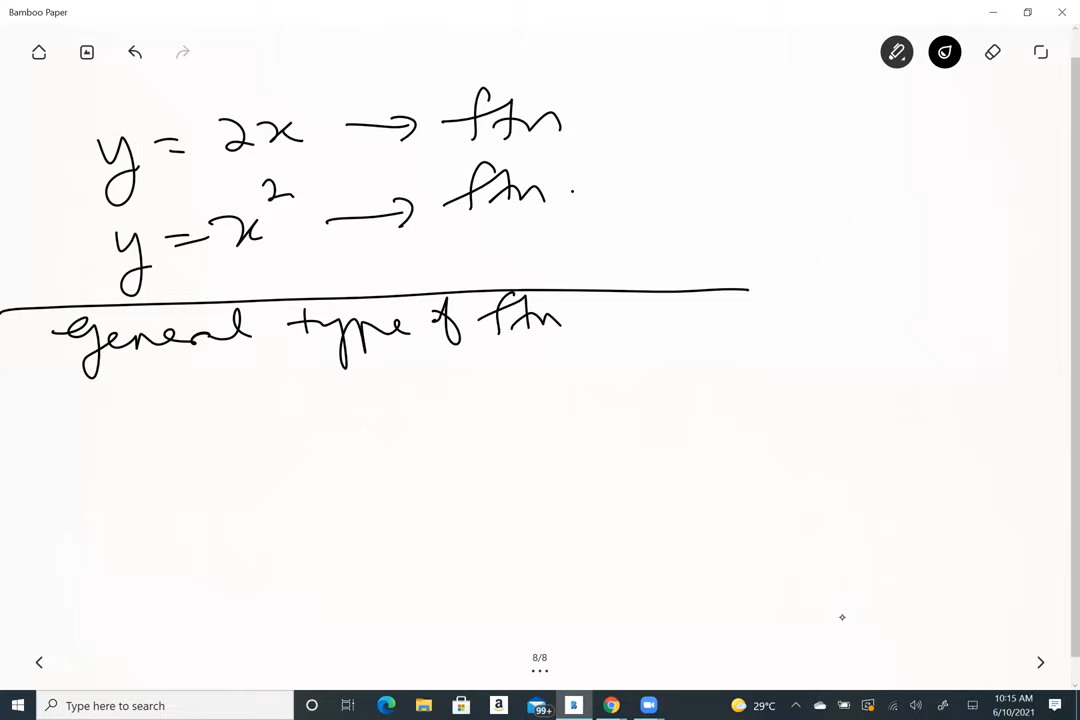 Bamboo Paper
y = 2x → ftn
y = x² → ftn.
general type of ftn
8/8
Type here to search
a
99+
B
29°C
10:15 AM
6/10/2021